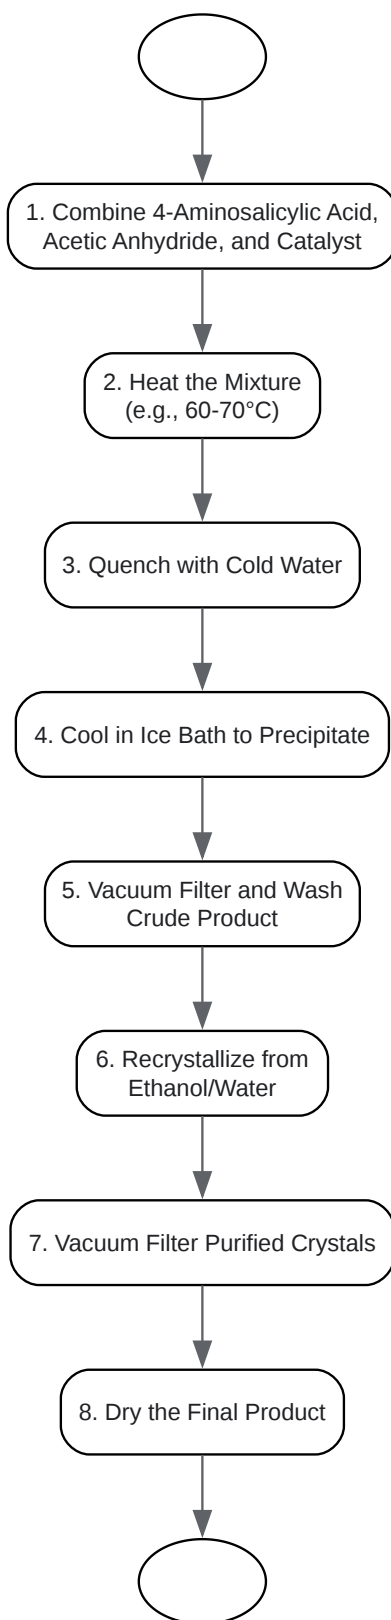 1. Combine 4-Aminosalicylic Acid,
Acetic Anhydride, and Catalyst
2. Heat the Mixture
(e.g., 60-70°C)
3. Quench with Cold Water
4. Cool in Ice Bath to Precipitate
5. Vacuum Filter and Wash
Crude Product
6. Recrystallize from
Ethanol/Water
7. Vacuum Filter Purified Crystals
8. Dry the Final Product